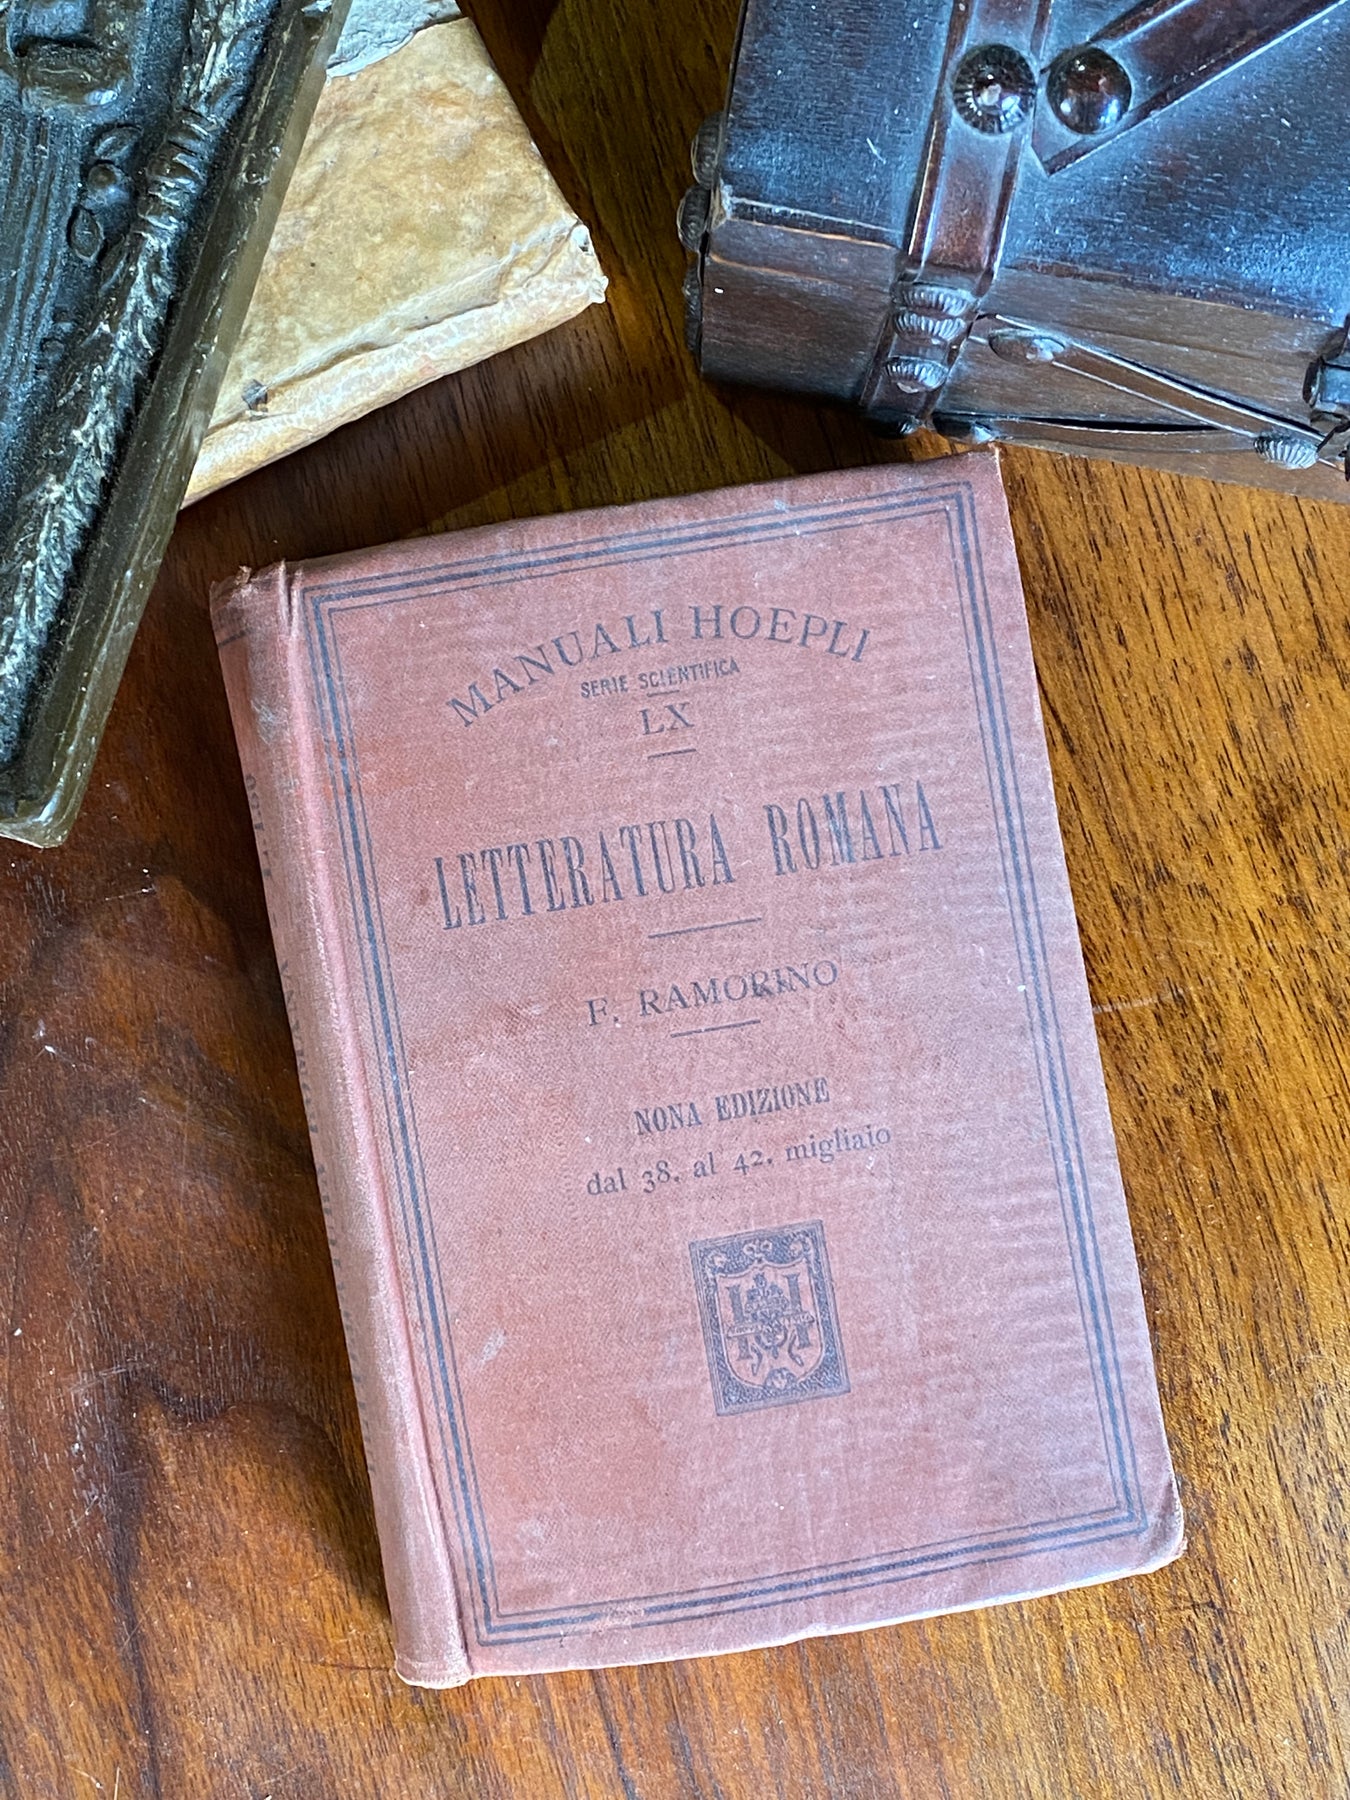 MANUALI HOEPLI
SERIE SCIENTIFICA
LX
LETTERATURA ROMANA
F. RAMORINO
NONA EDIZIONE
dal 38. al 42. migliaio